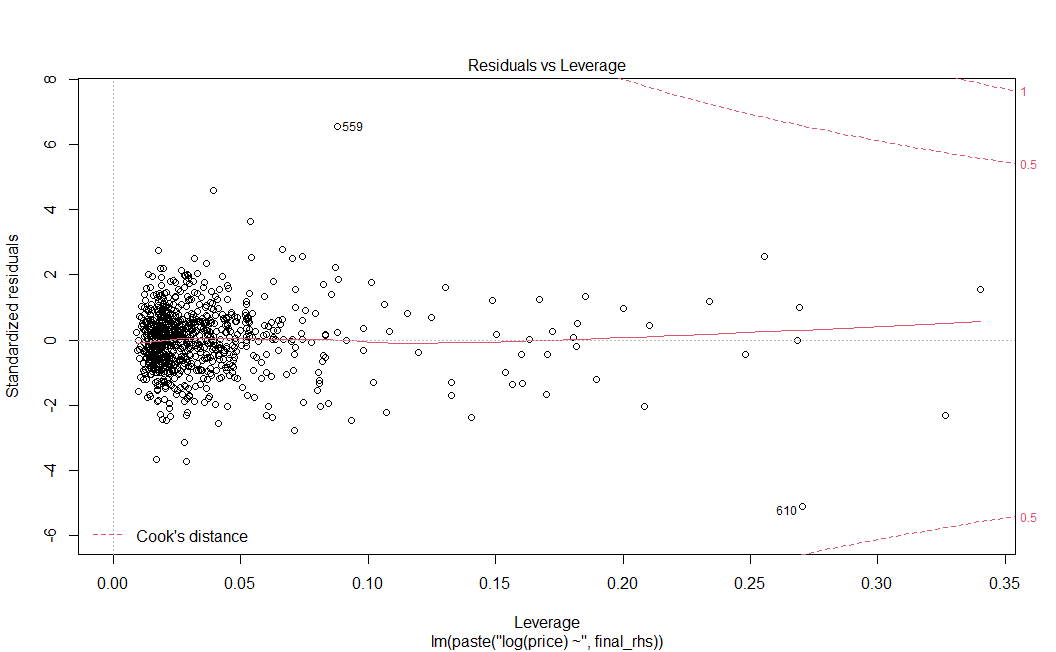 Residuals vs Leverage
Standardized residuals
8
6
4
2
0
-2
-4
-6
559
610
1
0.5
0.5
Cook's distance
0.00 0.05 0.10 0.15 0.20 0.25 0.30 0.35
Leverage
lm(paste("log(price) ~", final_rhs))